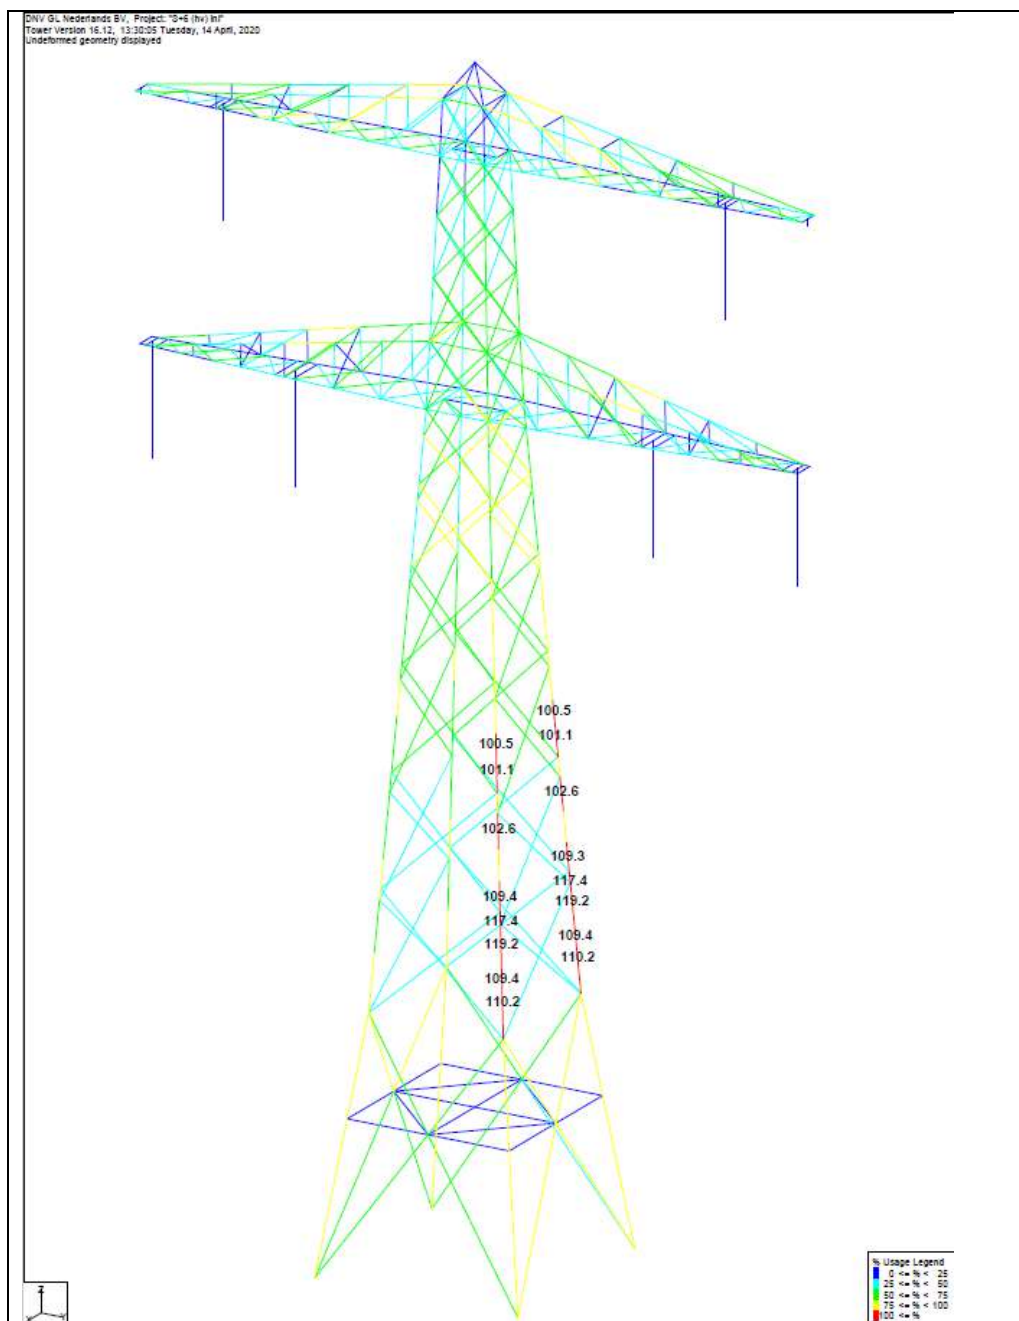 DNV GL Nederlands BV, Project: "S+6 (hv) ini"
Tower Version 16.12, 13:30:05 Tuesday, 14 April, 2020
Undeformed geometry displayed
100.5
101.1
100.5
101.1
102.6
102.6
109.3
117.4
119.2
109.4
117.4
119.2
109.4
110.2
109.4
110.2
% Usage Legend
0 <= % < 25
25 <= % < 50
50 <= % < 75
75 <= % < 100
100 <= %
Z